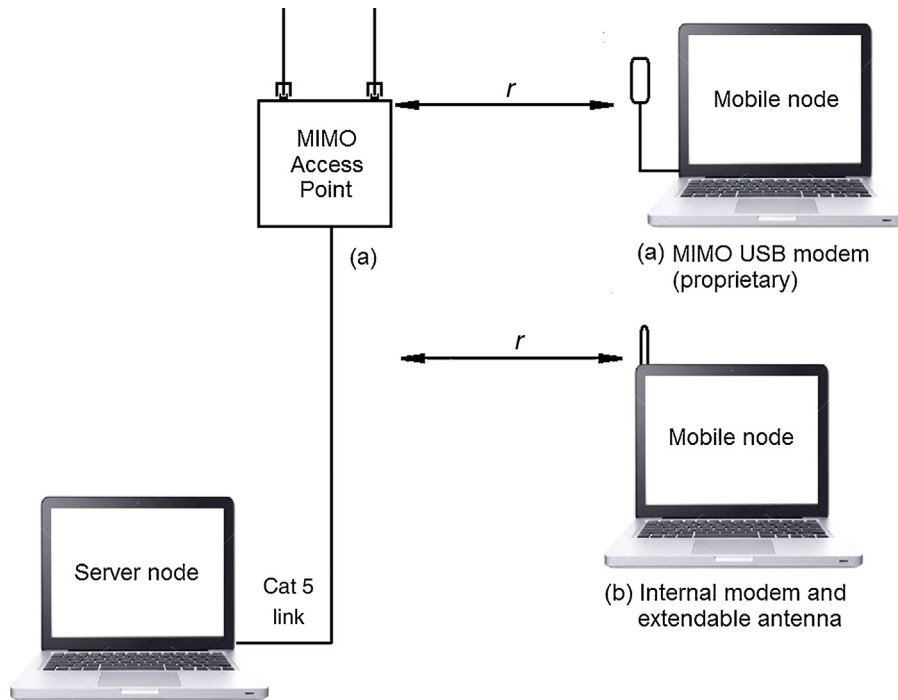 MIMO
Access
Point
(a)
r
Mobile node
(a) MIMO USB modem
(proprietary)
r
Mobile node
(b) Internal modem and
extendable antenna
Server node
Cat 5
link